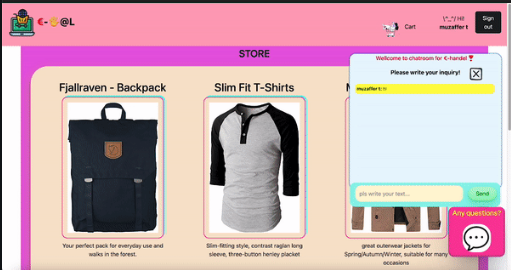 €- @L
\^_^/ Hi!
muzaffer t
Sign
out
Cart
STORE
Wellcome to chatroom for €-handel
Please write your inquiry!
muzaffer t: hi
Fjallraven - Backpack
Slim Fit T-Shirts
M
pls write your text...
Send
Any questions?
Your perfect pack for everyday use and
walks in the forest.
Slim-fitting style, contrast raglan long
sleeve, three-button henley placket
great outerwear jackets for
Spring/Autumn/Winter, suitable for many
occasions